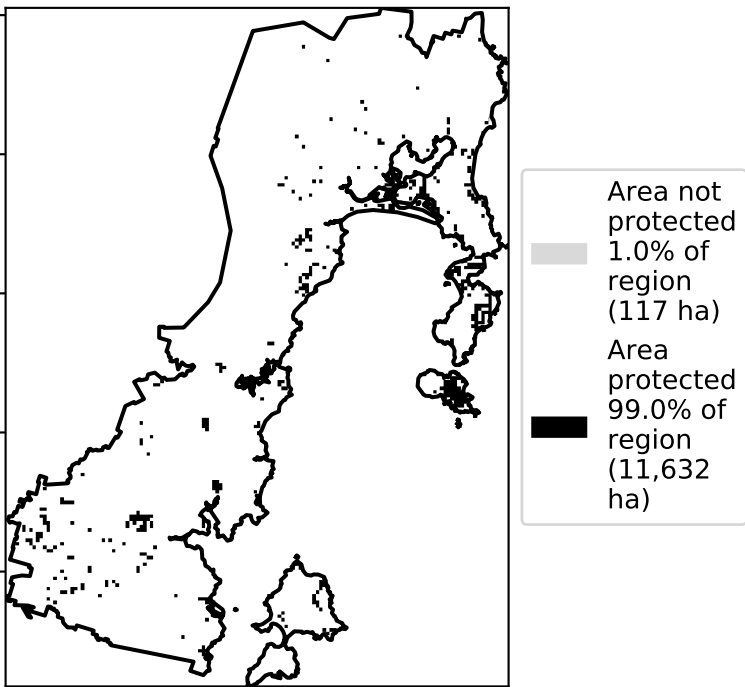 Area not
protected
1.0% of
region
(117 ha)
Area
protected
99.0% of
region
(11,632
ha)